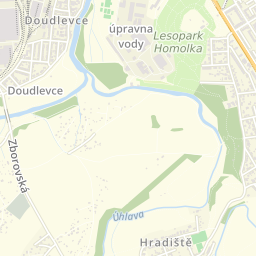 Doudlevce
úpravna
vody
Lesopark
Homolka
Doudlevce
Zborovská
Úhlava
Hradiště